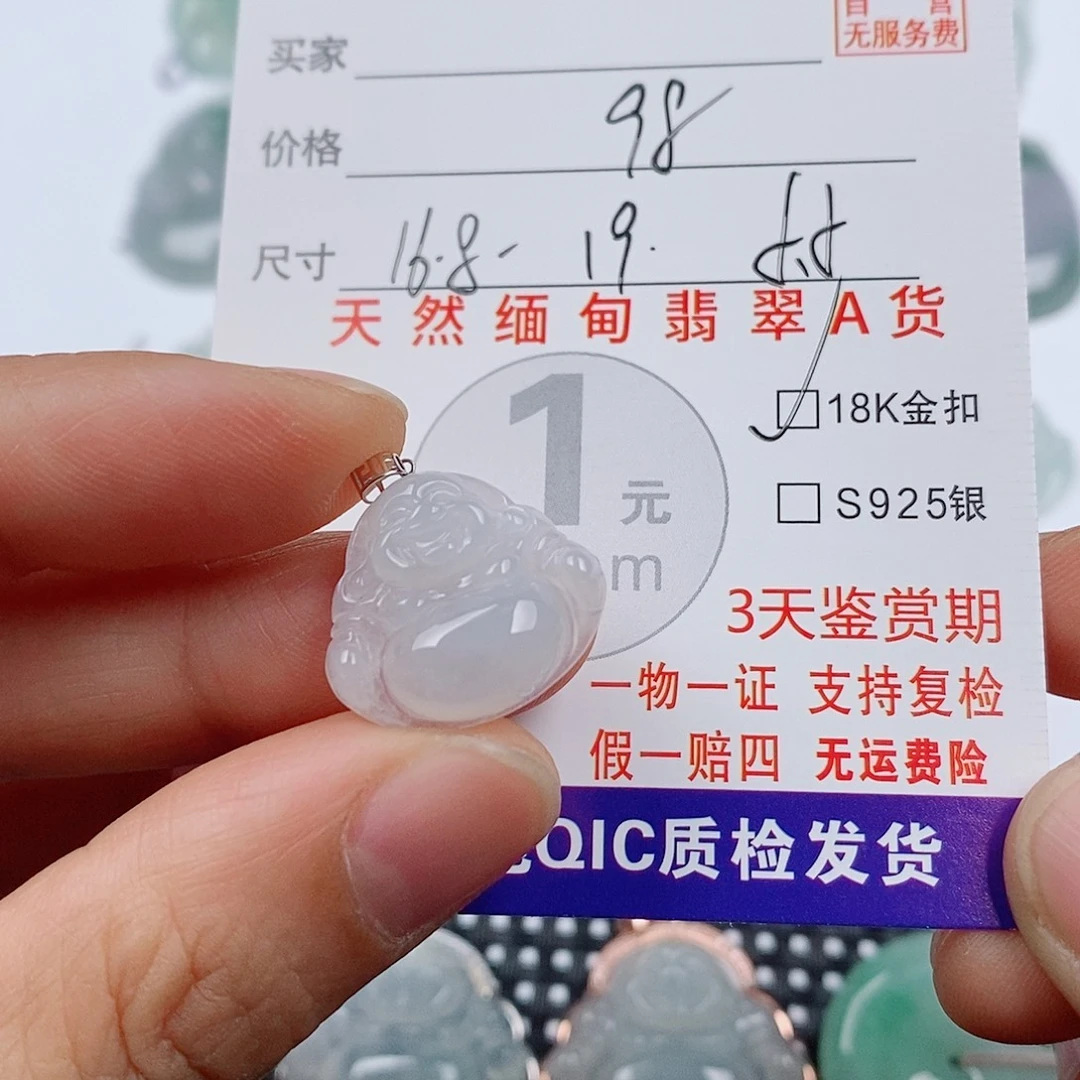 自 营
无服务费
买家
价格 98
尺寸 16.8- 19.
天然缅甸翡翠A货
1元
m
18K金扣
S925银
3天鉴赏期
一物一证 支持复检
假一赔四 无运费险
QIC质检发货